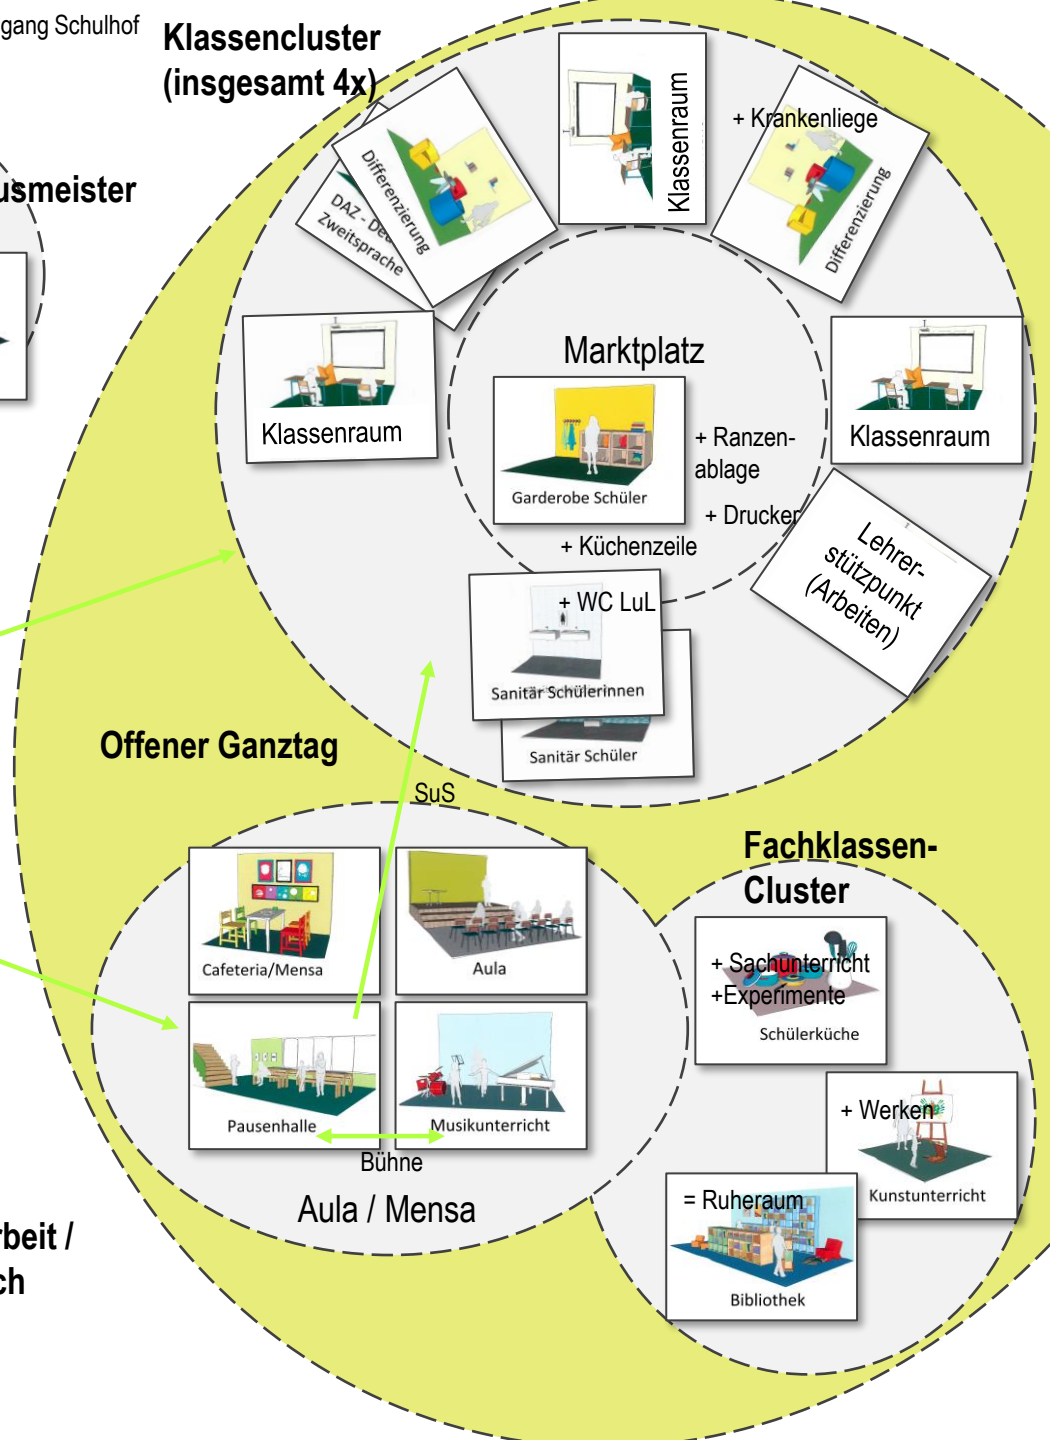 gang Schulhof
Klassencluster
(insgesamt 4x)
usmeister
Klassenraum
+ Krankenliege
Differenzierung
Differenzierung
DAZ - De
Zweitsprache
Klassenraum
Marktplatz
Klassenraum
Garderobe Schüler
+ Ranzen-
ablage
+ Drucker
+ Küchenzeile
Lehrer-
stützpunkt
(Arbeiten)
+ WC LuL
Sanitär Schülerinnen
Sanitär Schüler
Offener Ganztag
SuS
Cafeteria/Mensa
Aula
Pausenhalle
Musikunterricht
Bühne
Aula / Mensa
Fachklassen-
Cluster
+ Sachunterricht
+Experimente
Schülerküche
+ Werken
Kunstunterricht
= Ruheraum
Bibliothek
rbeit /
ch